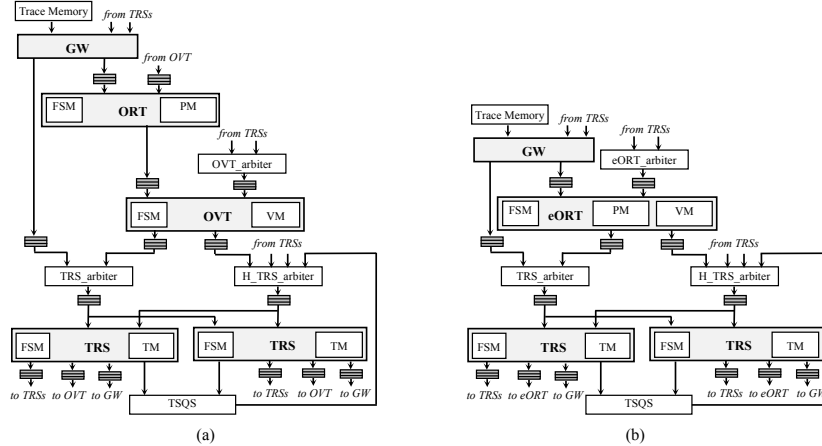 Trace Memory
from TRSs
GW
from OVT
FSM
ORT
PM
from TRSs
OVT_arbiter
FSM
OVT
VM
from TRSs
TRS_arbiter
H_TRS_arbiter
FSM
TRS
TM
FSM
TRS
TM
to TRSs
to OVT
to GW
to TRSs
to OVT
to GW
TSQS
(a)
Trace Memory
from TRSs
from TRSs
GW
eORT_arbiter
FSM
eORT
PM
VM
from TRSs
TRS_arbiter
H_TRS_arbiter
FSM
TRS
TM
FSM
TRS
TM
to TRSs
to eORT
to GW
to TRSs
to eORT
to GW
TSQS
(b)